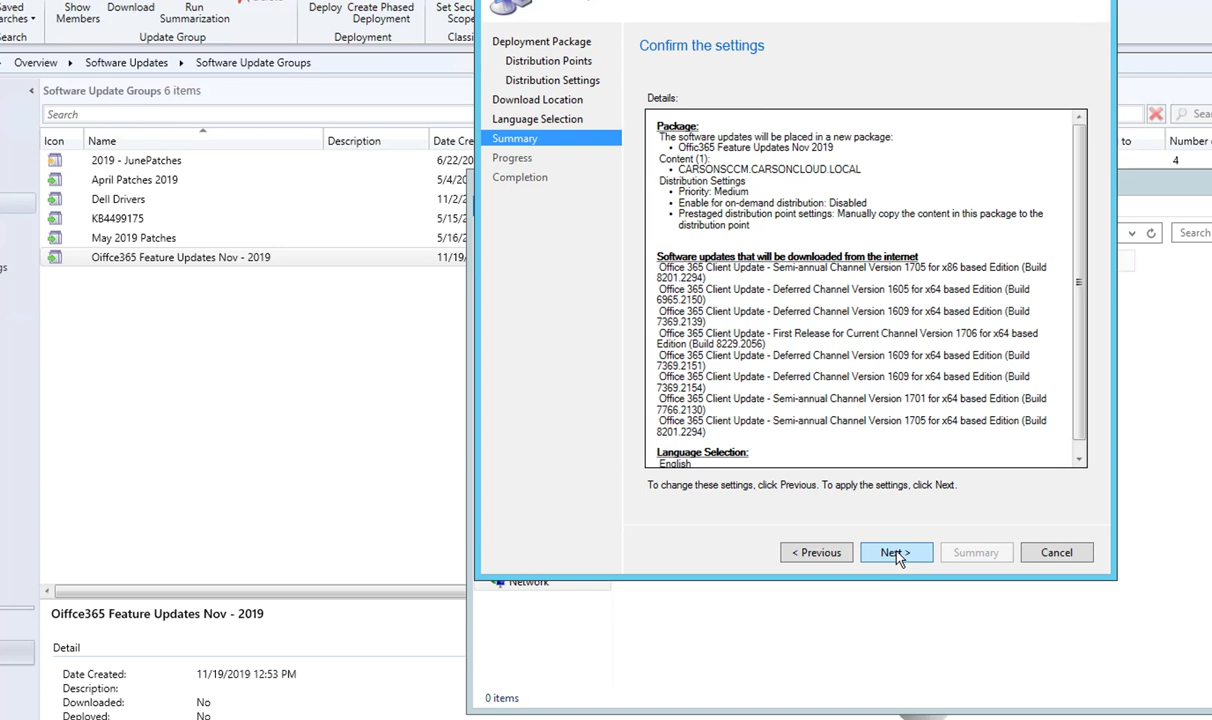 Saved
Searches
Search
Show
Members
Download
Run
Summarization
Update Group
Deploy
Create Phased
Deployment
Deployment
Set Secu
Scope
Classi
Overview
Software Updates
Software Update Groups
Software Update Groups 6 items
Search
Icon
Name
Description
Date Cre
2019 - JunePatches
6/22/20
April Patches 2019
5/4/20
Dell Drivers
11/2/2
KB4499175
5/15/2
May 2019 Patches
5/16/2
Oiffce365 Feature Updates Nov - 2019
11/19/
Oiffce365 Feature Updates Nov - 2019
Detail
Date Created:
11/19/2019 12:53 PM
Description:
Downloaded:
No
Deployed:
No
Deployment Package
Distribution Points
Distribution Settings
Download Location
Language Selection
Summary
Progress
Completion
Confirm the settings
Details:
Package:
The software updates will be placed in a new package:
• Offic365 Feature Updates Nov 2019
Content (1):
• CARSONSCCM.CARSONCLOUD.LOCAL
Distribution Settings
• Priority: Medium
• Enable for on-demand distribution: Disabled
• Prestaged distribution point settings: Manually copy the content in this package to the
distribution point
Software updates that will be downloaded from the internet
Office 365 Client Update - Semi-annual Channel Version 1705 for x86 based Edition (Build
8201.2294)
Office 365 Client Update - Deferred Channel Version 1605 for x64 based Edition (Build
6965.2150)
Office 365 Client Update - Deferred Channel Version 1609 for x64 based Edition (Build
7369.2139)
Office 365 Client Update - First Release for Current Channel Version 1706 for x64 based
Edition (Build 8229.2056)
Office 365 Client Update - Deferred Channel Version 1609 for x64 based Edition (Build
7369.2151)
Office 365 Client Update - Deferred Channel Version 1609 for x64 based Edition (Build
7369.2154)
Office 365 Client Update - Semi-annual Channel Version 1701 for x64 based Edition (Build
7766.2130)
Office 365 Client Update - Semi-annual Channel Version 1705 for x64 based Edition (Build
8201.2294)
Language Selection:
English
To change these settings, click Previous. To apply the settings, click Next.
< Previous
Next >
Summary
Cancel
Network
0 items
Sea
to
Number
4
Search